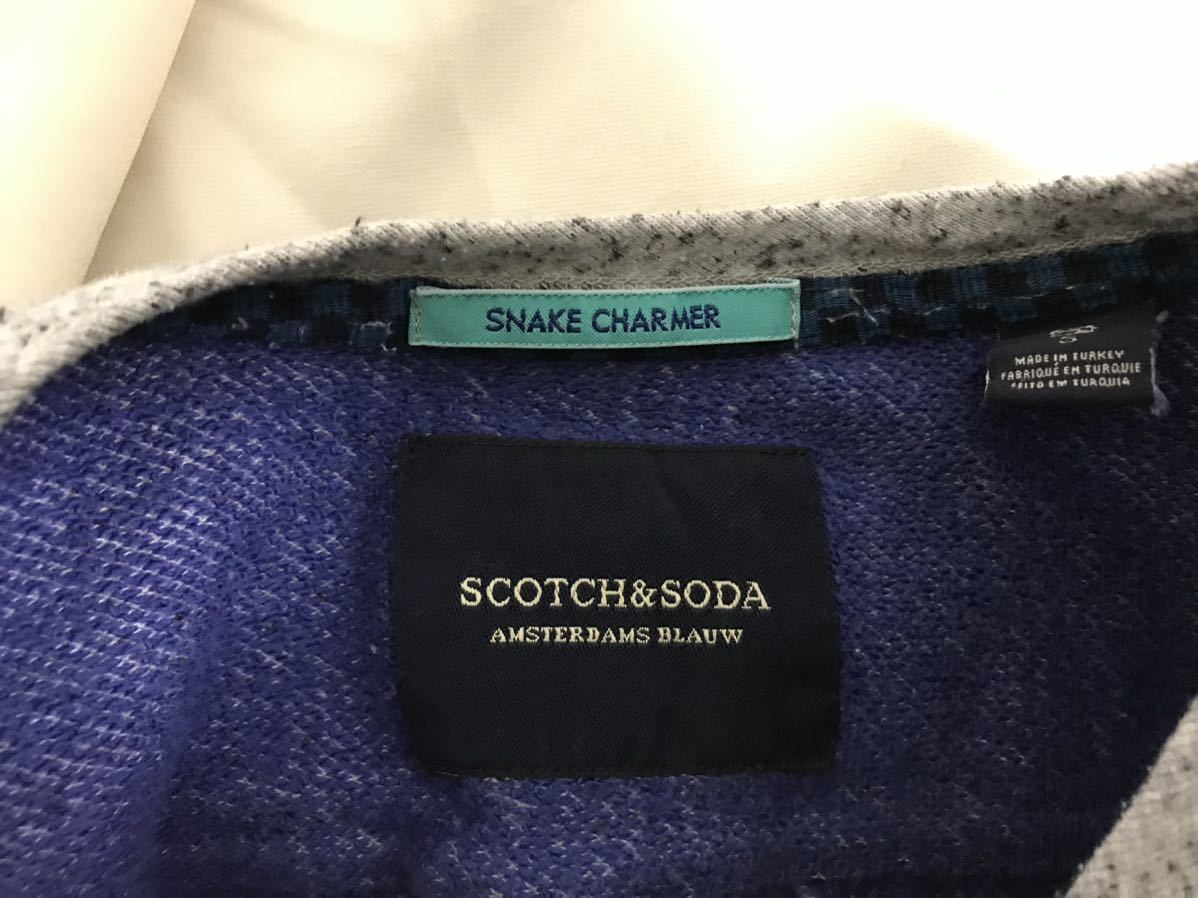 SNAKE CHARMER
MADE IN TURKEY
FABRIQUÉ EN TURQUIE
FEITO EM TURQUIA
SCOTCH&SODA
AMSTERDAMS BLAUW